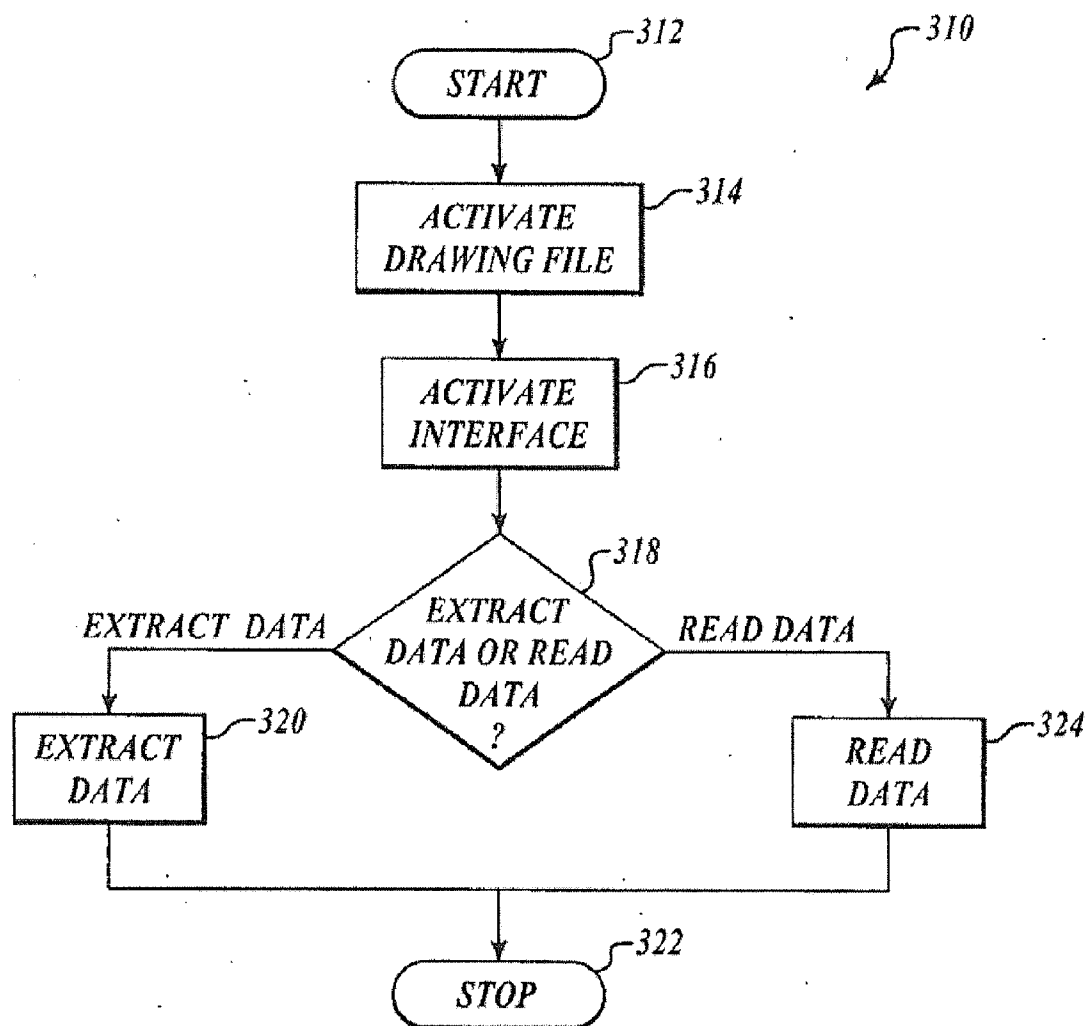 312
310
START
314
ACTIVATE
DRAWING FILE
316
ACTIVATE
INTERFACE
318
EXTRACT DATA
EXTRACT
DATA OR READ
DATA
?
READ DATA
320
EXTRACT
DATA
324
READ
DATA
322
STOP